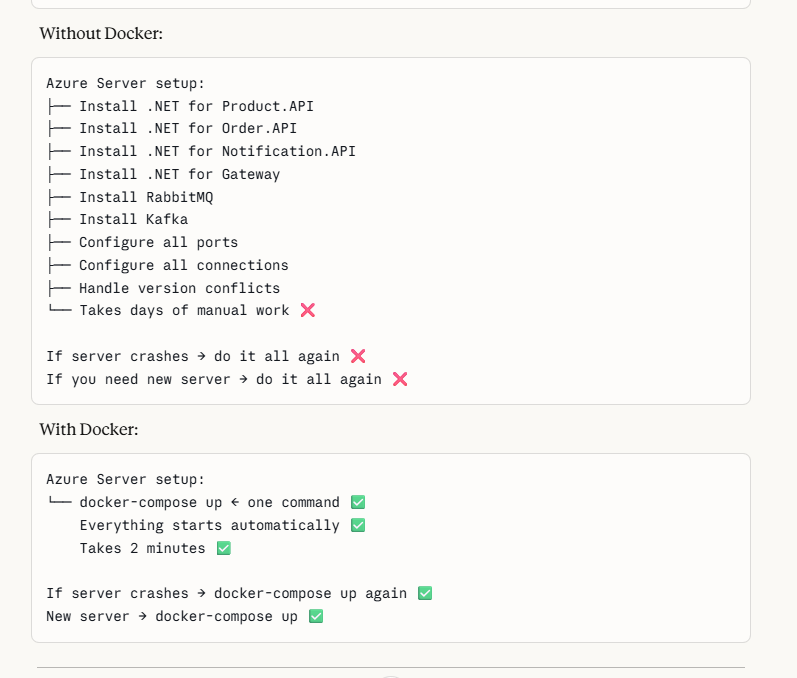 Without Docker:
Azure Server setup:
├── Install .NET for Product.API
├── Install .NET for Order.API
├── Install .NET for Notification.API
├── Install .NET for Gateway
├── Install RabbitMQ
├── Install Kafka
├── Configure all ports
├── Configure all connections
├── Handle version conflicts
└── Takes days of manual work ❌
If server crashes → do it all again ❌
If you need new server → do it all again ❌
With Docker:
Azure Server setup:
└── docker-compose up ← one command ✅
Everything starts automatically ✅
Takes 2 minutes ✅
If server crashes → docker-compose up again ✅
New server → docker-compose up ✅